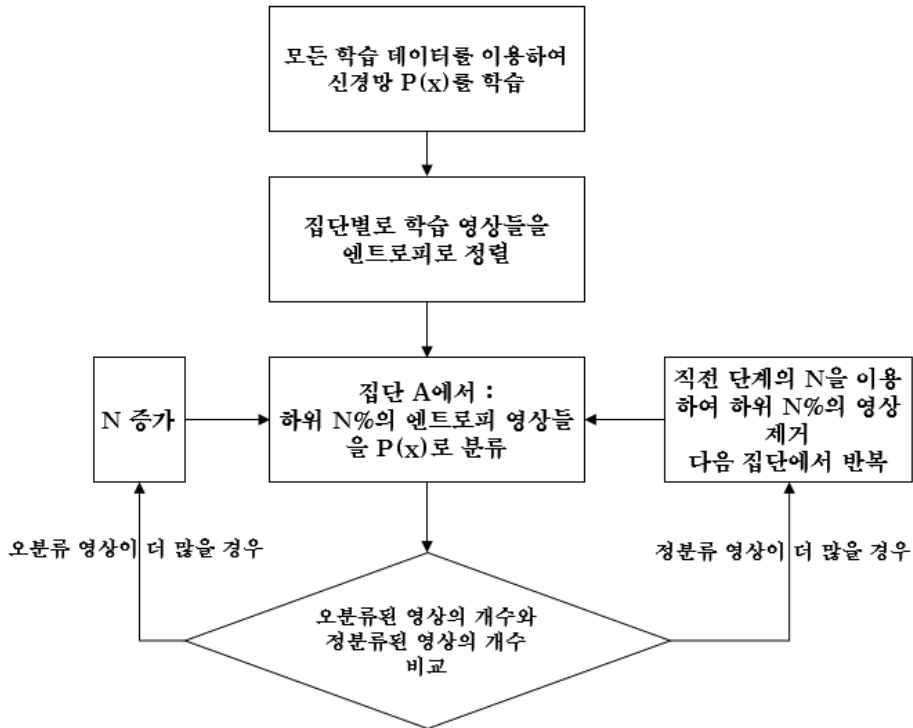 모든 학습 데이터를 이용하여
신경망 P(x)를 학습
집단별로 학습 영상들을
엔트로피로 정렬
N 증가
집단 A에서 :
하위 N%의 엔트로피 영상들
을 P(x)로 분류
직전 단계의 N을 이용
하여 하위 N%의 영상
제거
다음 집단에서 반복
오분류 영상이 더 많을 경우
정분류 영상이 더 많을 경우
오분류된 영상의 개수와
정분류된 영상의 개수
비교